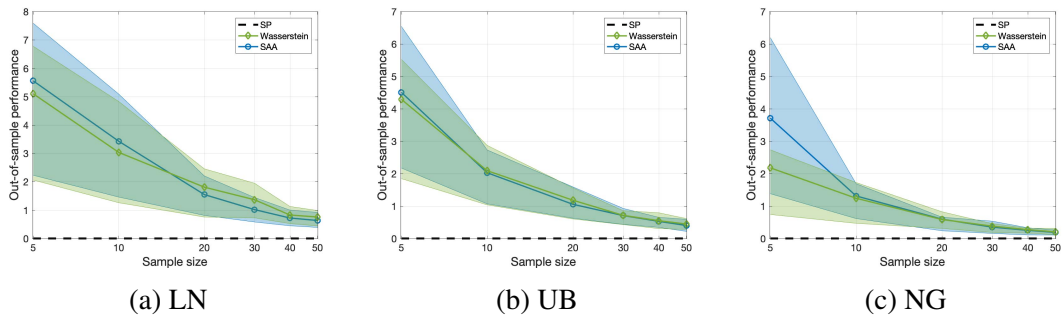 8
7
6
5
4
3
2
1
0
Out-of-sample performance
SP
Wasserstein
SAA
5 10 20 30 40 50
Sample size
(a) LN
7
6
5
4
3
2
1
0
Out-of-sample performance
SP
Wasserstein
SAA
5 10 20 30 40 50
Sample size
(b) UB
7
6
5
4
3
2
1
0
Out-of-sample performance
SP
Wasserstein
SAA
5 10 20 30 40 50
Sample size
(c) NG